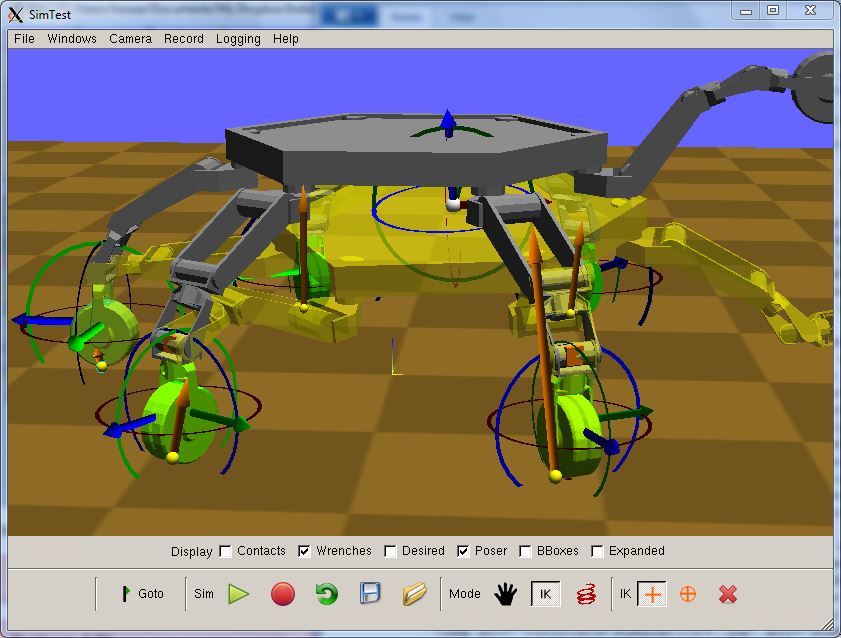 SimTest
File Windows Camera Record Logging Help
Display Contacts Wrenches Desired Poser BBoxes Expanded
Goto Sim Mode IK IK